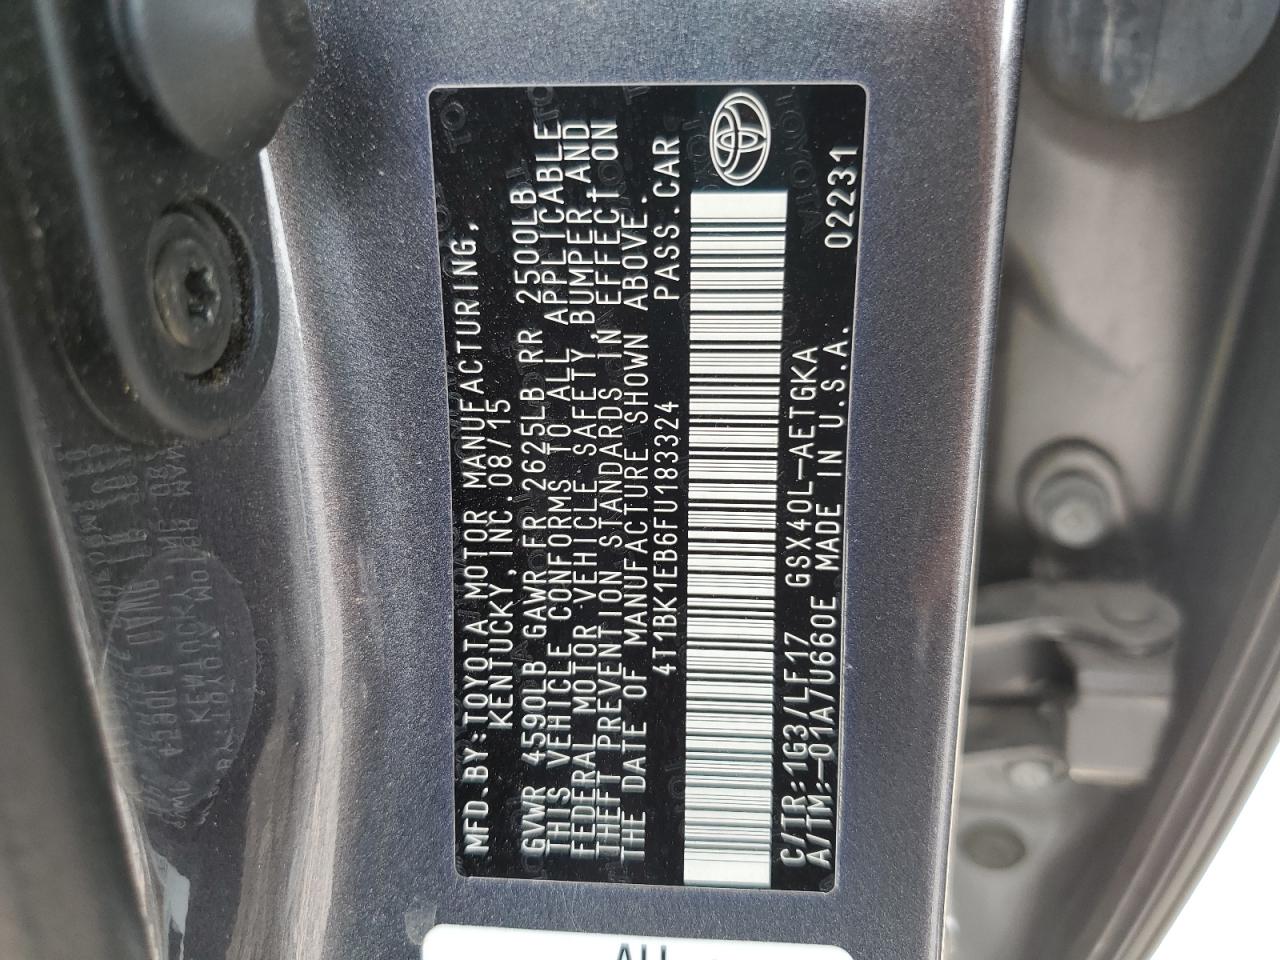 MFD.BY:TOYOTA MOTOR MANUFACTURING,
KENTUCKY,INC.08/15
GVWR 4590LB GAWR FR 2625LB RR 2500LB
THIS VEHICLE CONFORMS TO ALL APPLICABLE
FEDERAL MOTOR VEHICLE SAFETY,BUMPER,AND
THEFT PREVENTION STANDARDS IN EFFECT ON
THE DATE OF MANUFACTURE SHOWN ABOVE.
4T1BK1EB6FU183324 PASS.CAR
C/TR:1G3/LF17 GSX40L-AETGKA
A/TM:-01A/U660E MADE IN U.S.A. 02231